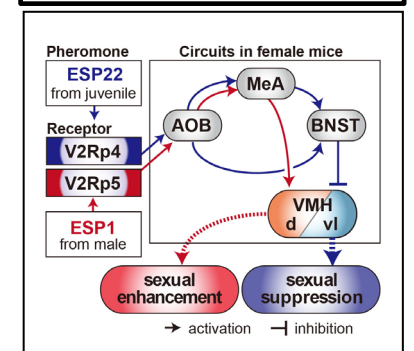 Pheromone
Circuits in female mice
ESP22
from juvenile
MeA
Receptor
AOB
BNST
V2Rp4
V2Rp5
VMH
d vl
ESP1
from male
sexual
enhancement
sexual
suppression
activation
inhibition